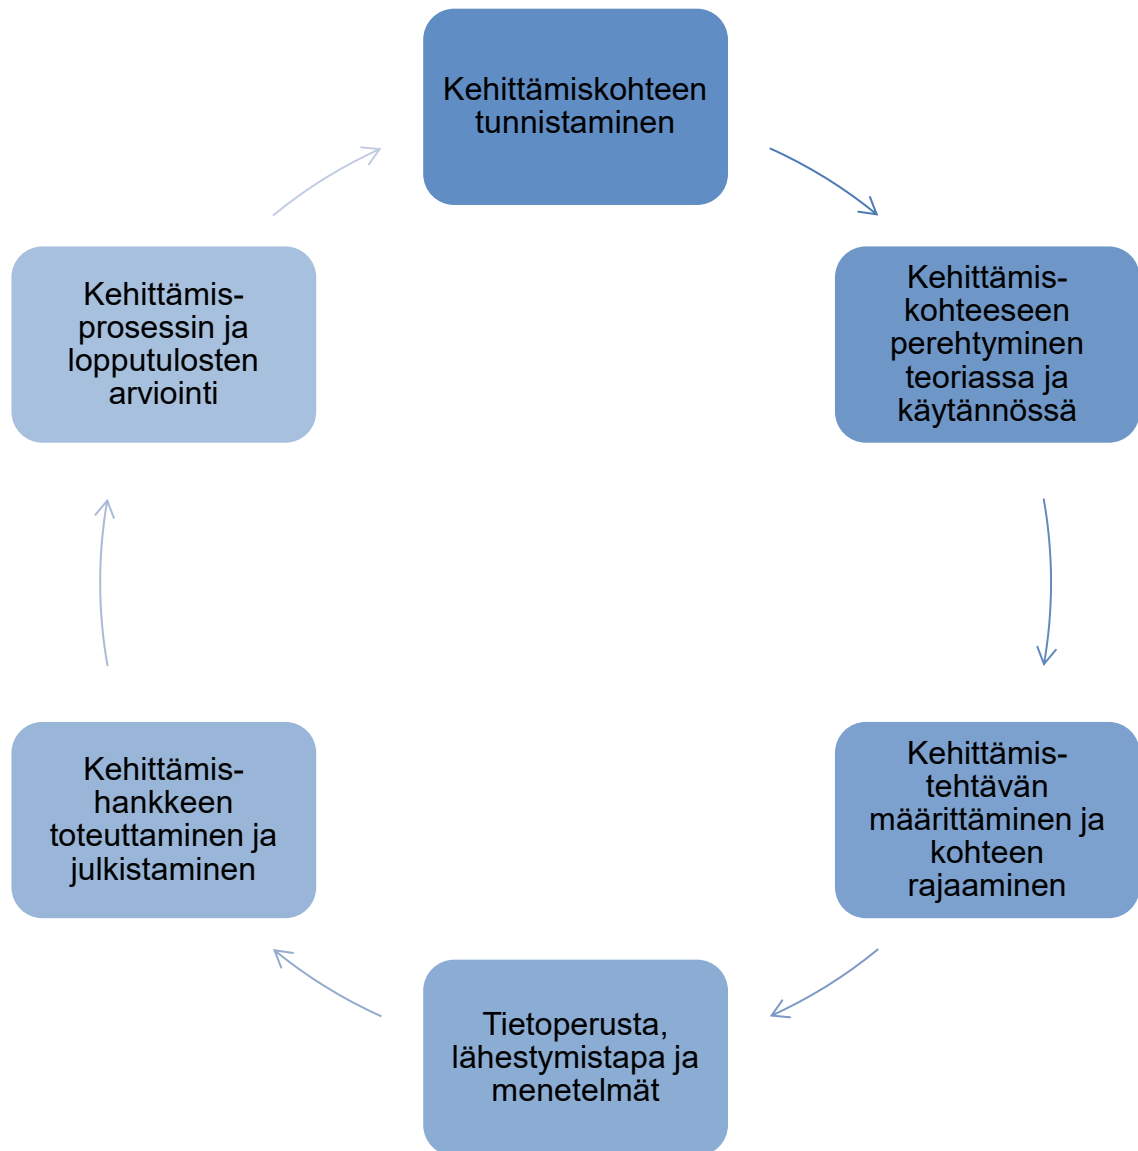 Kehittämiskohteen
tunnistaminen
Kehittämis-
kohteeseen
perehtyminen
teoriassa ja
käytännössä
Kehittämis-
tehtävän
määrittäminen ja
kohteen
rajaaminen
Tietoperusta,
lähestymistapa ja
menetelmät
Kehittämis-
hankkeen
toteuttaminen ja
julkistaminen
Kehittämis-
prosessin ja
lopputulosten
arviointi